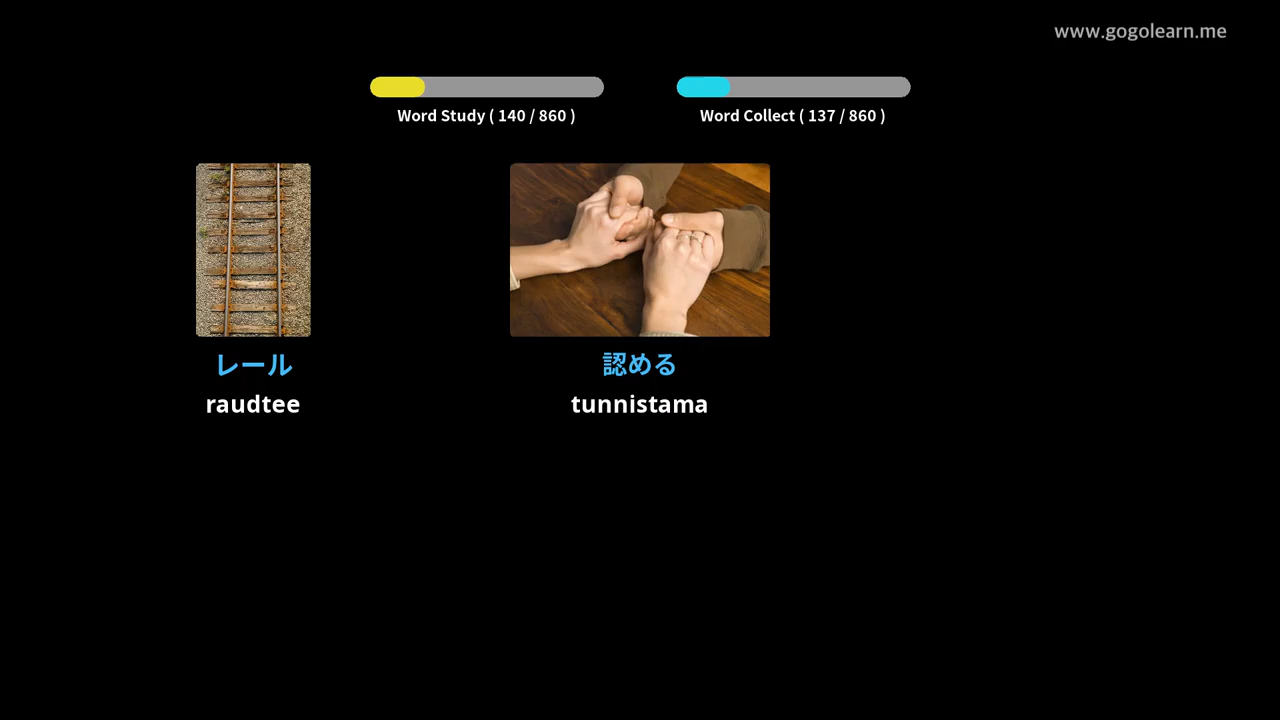 www.gogolearn.me
Word Study ( 140 / 860 )
Word Collect ( 137 / 860 )
レール
raudtee
認める
tunnistama